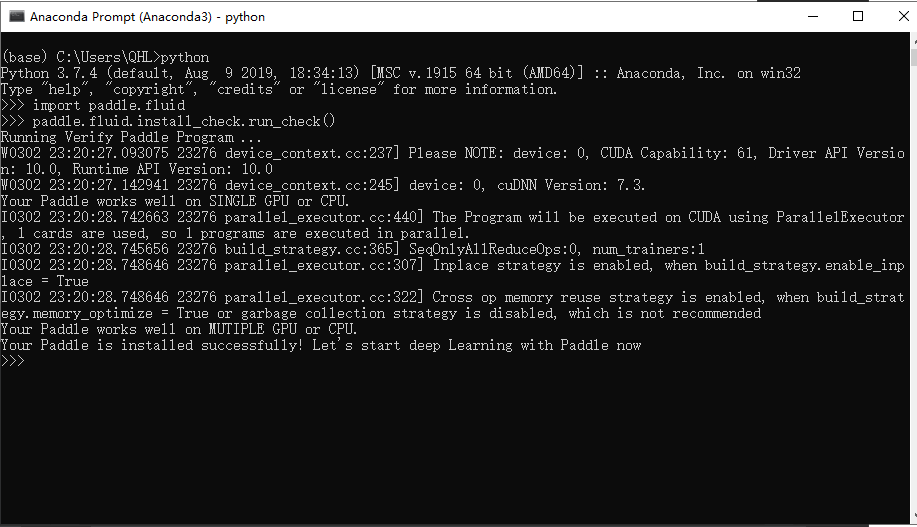 Anaconda Prompt (Anaconda3) - python
(base) C:\Users\QHL>python
Python 3.7.4 (default, Aug  9 2019, 18:34:13) [MSC v.1915 64 bit (AMD64)] :: Anaconda, Inc. on win32
Type "help", "copyright", "credits" or "license" for more information.
>>> import paddle.fluid
>>> paddle.fluid.install_check.run_check()
Running Verify Paddle Program ...
W0302 23:20:27.093075 23276 device_context.cc:237] Please NOTE: device: 0, CUDA Capability: 61, Driver API Versio
n: 10.0, Runtime API Version: 10.0
W0302 23:20:27.142941 23276 device_context.cc:245] device: 0, cuDNN Version: 7.3.
Your Paddle works well on SINGLE GPU or CPU.
I0302 23:20:28.742663 23276 parallel_executor.cc:440] The Program will be executed on CUDA using ParallelExecutor
, 1 cards are used, so 1 programs are executed in parallel.
I0302 23:20:28.745656 23276 build_strategy.cc:365] SeqOnlyAllReduceOps:0, num_trainers:1
I0302 23:20:28.748646 23276 parallel_executor.cc:307] Inplace strategy is enabled, when build_strategy.enable_inp
lace = True
I0302 23:20:28.748646 23276 parallel_executor.cc:322] Cross op memory reuse strategy is enabled, when build_strat
egy.memory_optimize = True or garbage collection strategy is disabled, which is not recommended
Your Paddle works well on MUTIPLE GPU or CPU.
Your Paddle is installed successfully! Let's start deep Learning with Paddle now
>>>